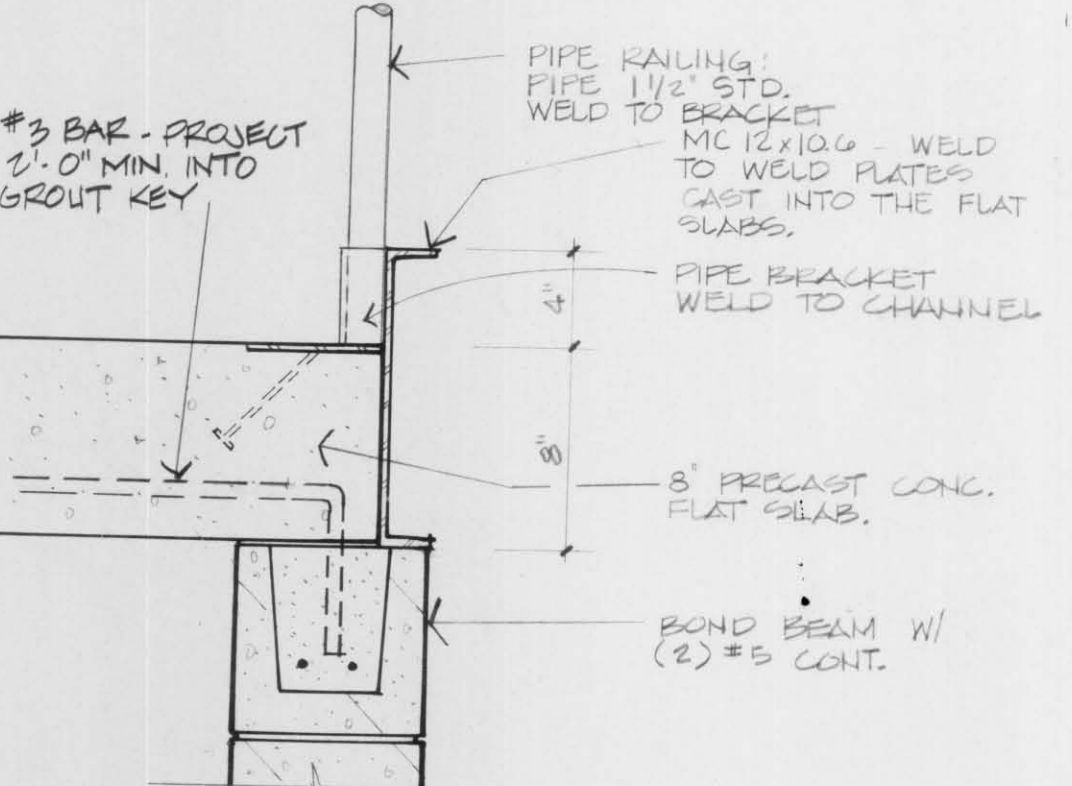 PIPE RAILING:
PIPE 1 1/2" STD.
WELD TO BRACKET
#3 BAR - PROJECT
2'-0" MIN. INTO
GROUT KEY
MC 12x10.6 - WELD
TO WELD PLATES
CAST INTO THE FLAT
SLABS.
PIPE BRACKET
WELD TO CHANNEL
4"
8"
8" PRECAST CONC.
FLAT SLAB.
BOND BEAM W/
(2) #5 CONT.